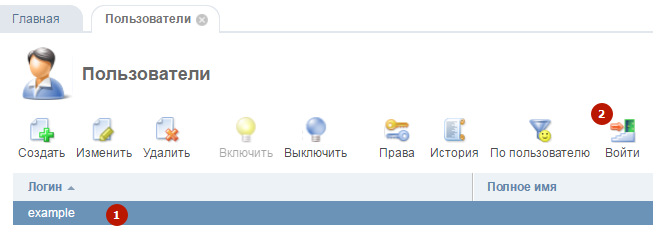 Главная
Пользователи
Пользователи
2
Создать Изменить Удалить Включить Выключить Права История По пользователю Войти
Логин Полное имя
example 1